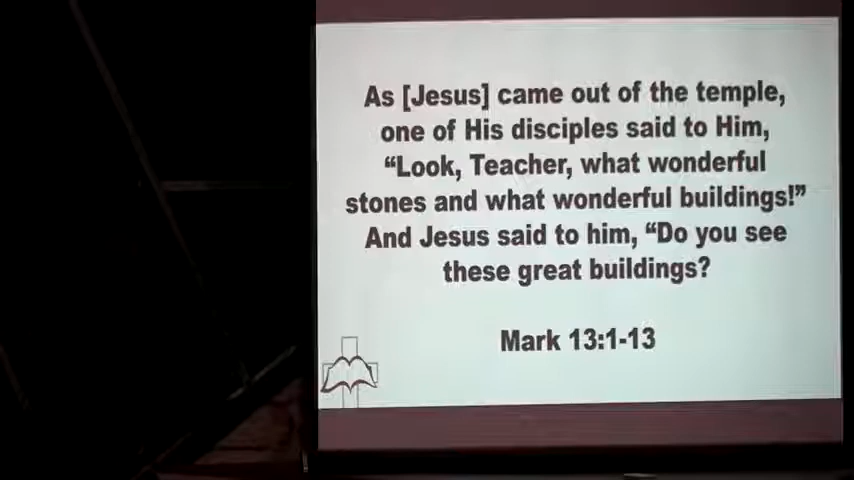 As [Jesus] came out of the temple,
one of His disciples said to Him,
“Look, Teacher, what wonderful
stones and what wonderful buildings!”
And Jesus said to him, “Do you see
these great buildings?
Mark 13:1-13